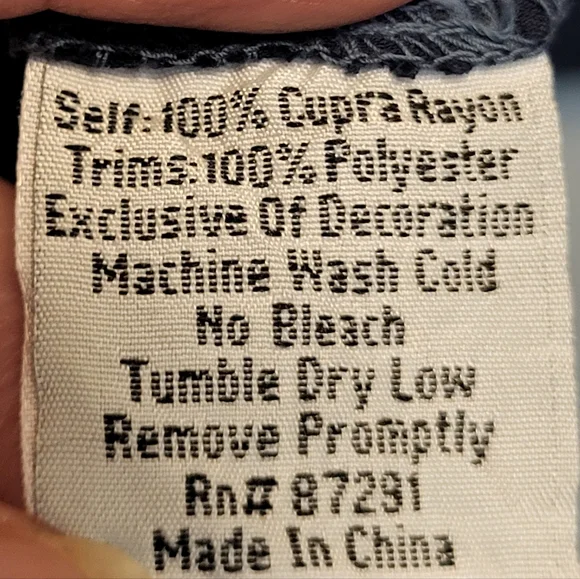 Self:100% Cupra Rayon
Trims:100% Polyester
Exclusive Of Decoration
Machine Wash Cold
No Bleach
Tumble Dry Low
Remove Promptly
Rn# 87291
Made In China